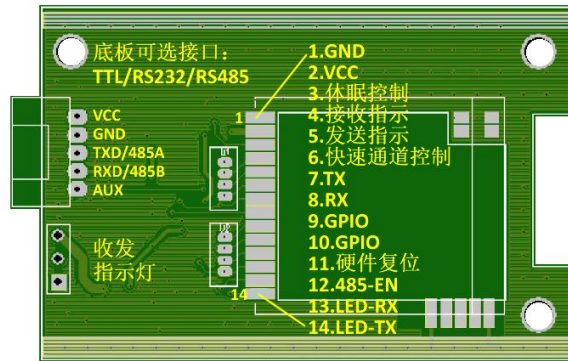 底板可选接口：
TTL/RS232/RS485
VCC
GND
TXD/485A
RXD/485B
AUX
收发
指示灯
1
14
1.GND
2.VCC
3.休眠控制
4.接收指示
5.发送指示
6.快速通道控制
7.TX
8.RX
9.GPIO
10.GPIO
11.硬件复位
12.485-EN
13.LED-RX
14.LED-TX